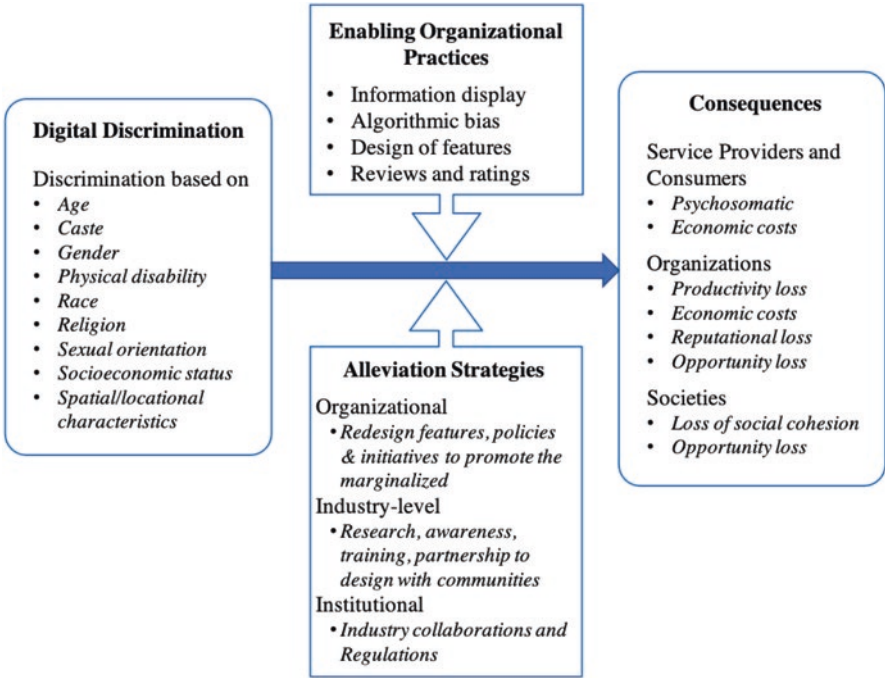 Digital Discrimination
Discrimination based on
• Age
• Caste
• Gender
• Physical disability
• Race
• Religion
• Sexual orientation
• Socioeconomic status
• Spatial/locational
characteristics
Enabling Organizational
Practices
• Information display
• Algorithmic bias
• Design of features
• Reviews and ratings
Alleviation Strategies
Organizational
• Redesign features, policies
& initiatives to promote the
marginalized
Industry-level
• Research, awareness,
training, partnership to
design with communities
Institutional
• Industry collaborations and
Regulations
Consequences
Service Providers and
Consumers
• Psychosomatic
• Economic costs
Organizations
• Productivity loss
• Economic costs
• Reputational loss
• Opportunity loss
Societies
• Loss of social cohesion
• Opportunity loss